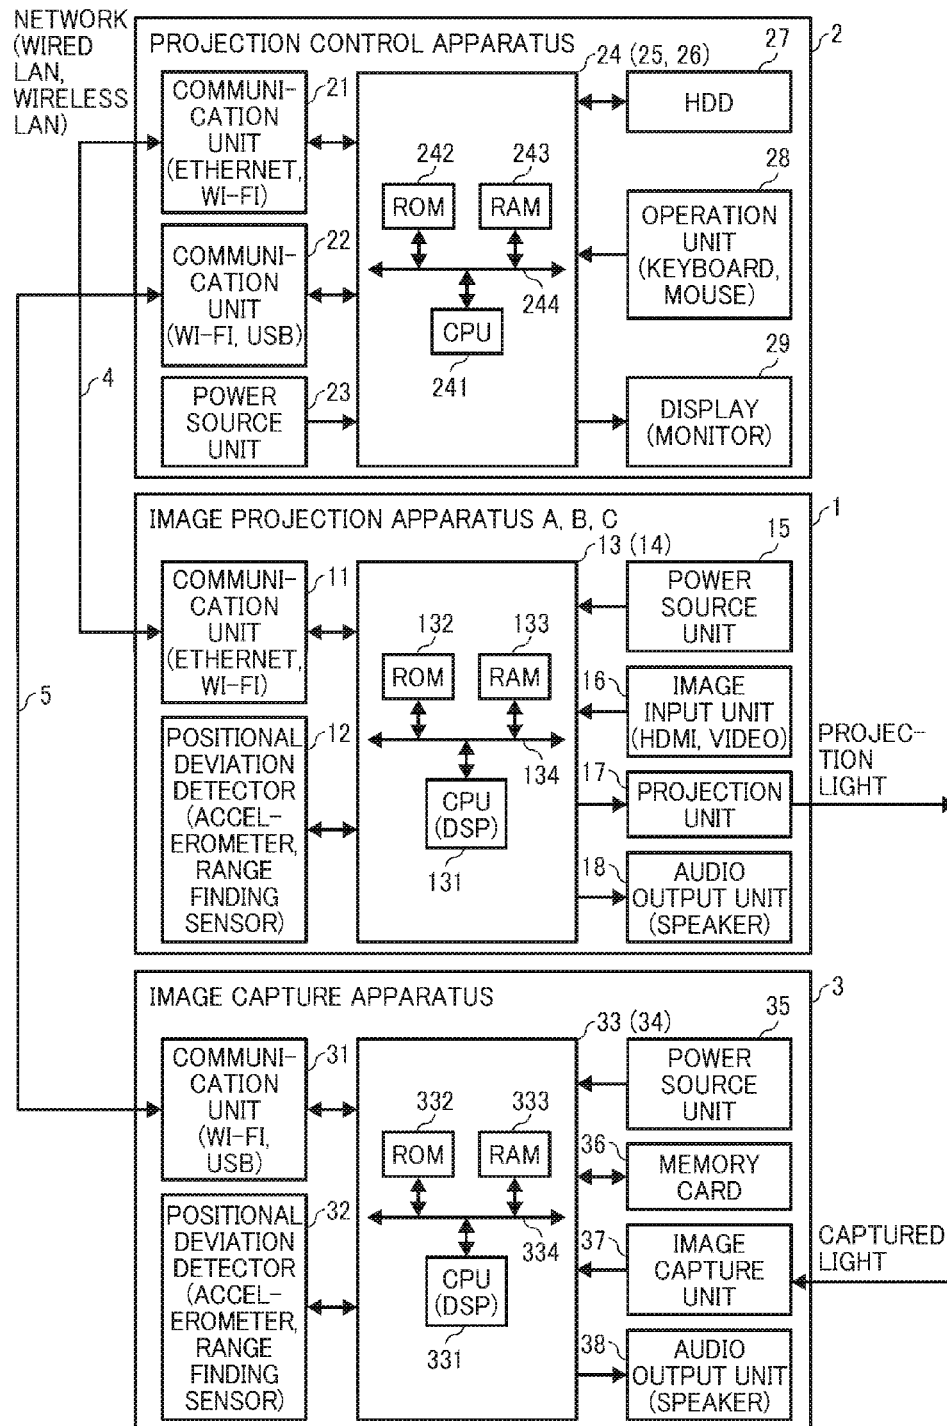 NETWORK
(WIRED
LAN,
WIRELESS
LAN)
PROJECTION CONTROL APPARATUS
2
COMMUNI-
CATION
UNIT
(ETHERNET,
WI-FI)
21
24 (25, 26)
27
HDD
242
ROM
243
RAM
28
OPERATION
UNIT
(KEYBOARD,
MOUSE)
COMMUNI-
CATION
UNIT
(WI-FI, USB)
22
244
CPU
241
4
POWER
SOURCE
UNIT
23
29
DISPLAY
(MONITOR)
IMAGE PROJECTION APPARATUS A, B, C
1
COMMUNI-
CATION
UNIT
(ETHERNET,
WI-FI)
11
13 (14)
15
POWER
SOURCE
UNIT
132
ROM
133
RAM
16
IMAGE
INPUT UNIT
(HDMI, VIDEO)
5
POSITIONAL
DEVIATION
DETECTOR
(ACCEL-
EROMETER,
RANGE
FINDING
SENSOR)
12
134
CPU
(DSP)
131
17
PROJECTION
UNIT
PROJEC-
TION
LIGHT
18
AUDIO
OUTPUT UNIT
(SPEAKER)
IMAGE CAPTURE APPARATUS
3
COMMUNI-
CATION
UNIT
(WI-FI,
USB)
31
33 (34)
35
POWER
SOURCE
UNIT
332
ROM
333
RAM
36
MEMORY
CARD
POSITIONAL
DEVIATION
DETECTOR
(ACCEL-
EROMETER,
RANGE
FINDING
SENSOR)
32
334
CPU
(DSP)
331
37
IMAGE
CAPTURE
UNIT
CAPTURED
LIGHT
38
AUDIO
OUTPUT UNIT
(SPEAKER)